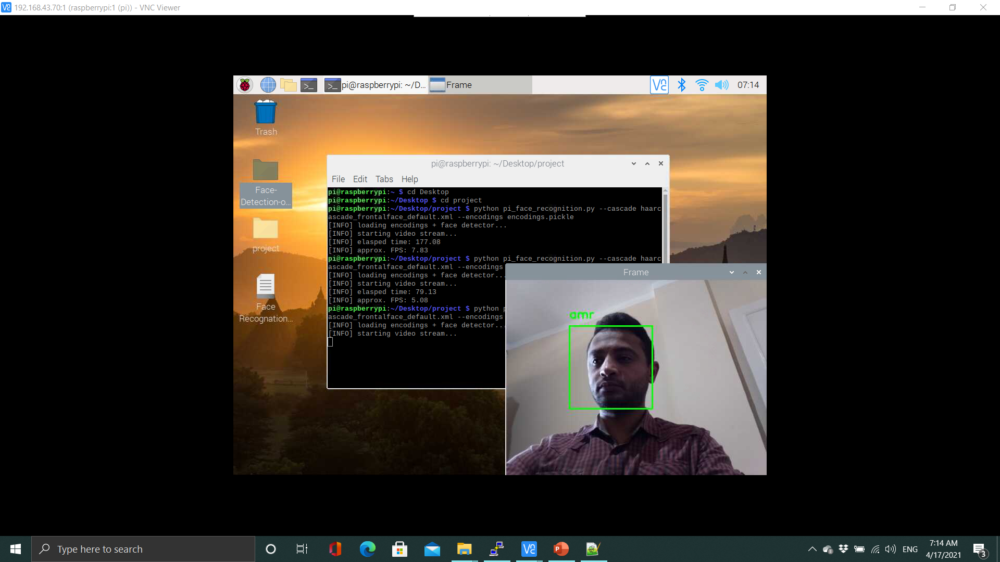 192.168.43.70:1 (raspberrypi:1 (pi)) - VNC Viewer
pi@raspberrypi: ~/D...
Frame
07:14
Trash
Face-
Detection-o...
project
Face
Recognation...
pi@raspberrypi: ~/Desktop/project
File Edit Tabs Help
pi@raspberrypi:~ $ cd Desktop
pi@raspberrypi:~/Desktop $ cd project
pi@raspberrypi:~/Desktop/project $ python pi_face_recognition.py --cascade haarc
ascade_frontalface_default.xml --encodings encodings.pickle
[INFO] loading encodings + face detector...
[INFO] starting video stream...
[INFO] elasped time: 177.08
[INFO] approx. FPS: 7.83
pi@raspberrypi:~/Desktop/project $ python pi_face_recognition.py --cascade haarc
ascade_frontalface_default.xml --encodings
[INFO] loading encodings + face detector...
[INFO] starting video stream...
[INFO] elasped time: 79.13
[INFO] approx. FPS: 5.08
pi@raspberrypi:~/Desktop/project $ python p
ascade_frontalface_default.xml --encodings
[INFO] loading encodings + face detector...
[INFO] starting video stream...
Frame
amr
Type here to search
ENG
7:14 AM
4/17/2021
3